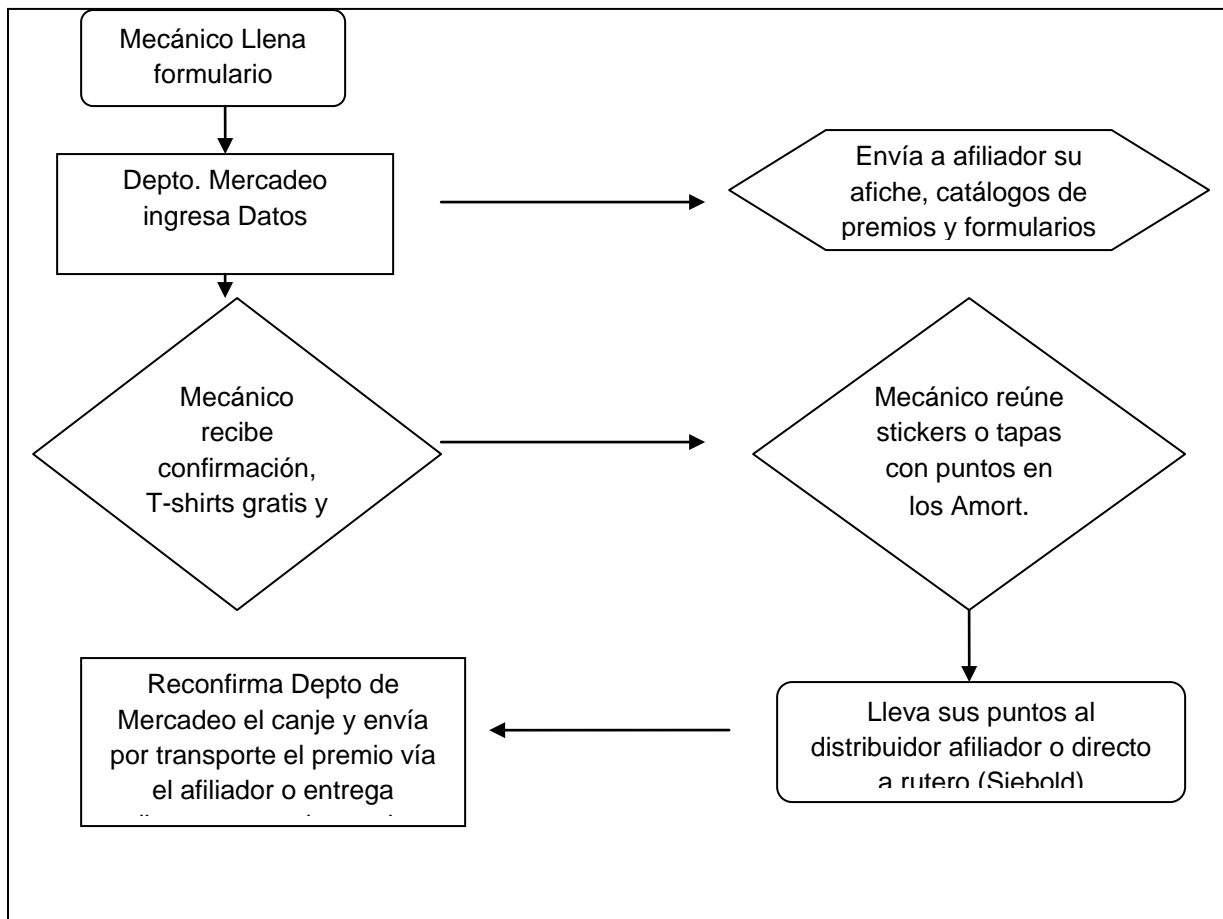 Mecánico Llena
formulario
Depto. Mercadeo
ingresa Datos
Envía a afiliador su
afiche, catálogos de
premios y formularios
Mecánico
recibe
confirmación,
T-shirts gratis y
Mecánico reúne
stickers o tapas
con puntos en
los Amort.
Lleva sus puntos al
distribuidor afiliador o directo
a rutero (Siebold)
Reconfirma Depto de
Mercadeo el canje y envía
por transporte el premio vía
el afiliador o entrega